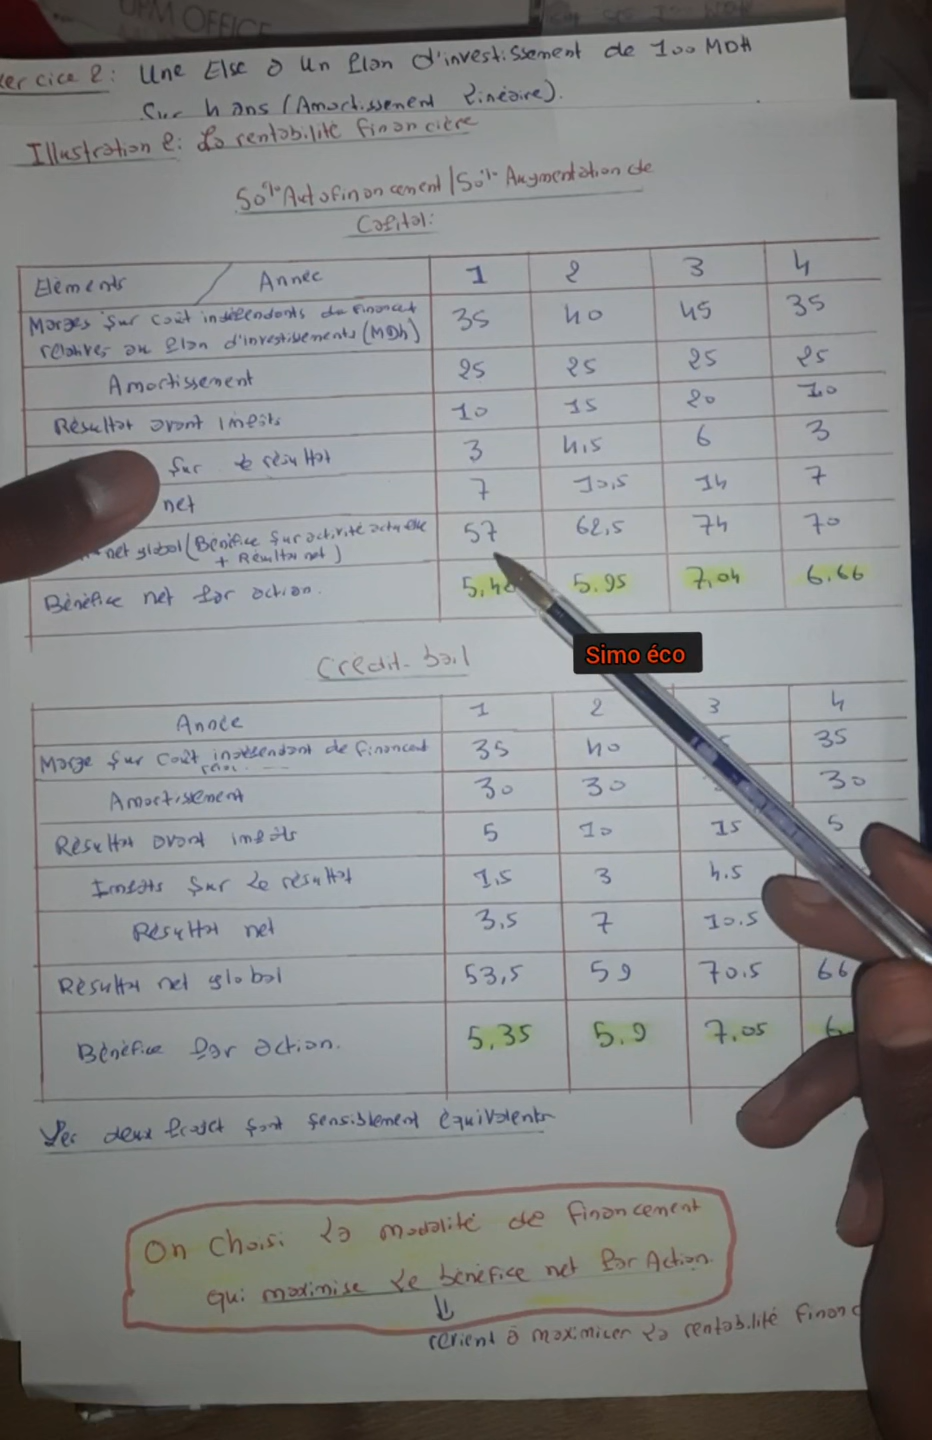 OFFICE
ercice 2: Une Else a un Plan d'investissement de 100 MDH
Sur 4 ans (Amortissement linéaire).
Illustration 2: La rentabilité financière
50% Autofinancement/50% Augmentation de
Capital:
Eléments / Année 1 2 3 4
Marges sur coût indépendants du financet
relatives au Plan d'investissements (MDh) 35 40 45 35
Amortissement 25 25 25 25
Résultat avant impôts 10 15 20 10
sur le résultat 3 4,5 6 3
net 7 10,5 14 7
net global (Bénéfice sur activité actuelle
+ Résultat net) 57 62,5 74 70
Bénéfice net par action. 5,95 7,04 6.66
Simo éco
Crédit-bail
Année 1 2 3 4
Marge sur Coût indépendant de financent 35 40 35
Amortissement 30 30 30
Résultat avant impôts 5 10 15 5
Impôts sur le résultat 1,5 3 4.5
Résultat net 3,5 7 10.5
Résultat net global 53,5 59 70.5 66
Bénéfice par action. 5,35 5.9 7,05
Les deux projet sont sensiblement équivalents
On choisi la modalité de financement
qui maximise le bénéfice net par Action.
⇓
revient à maximiser la rentabilité financ